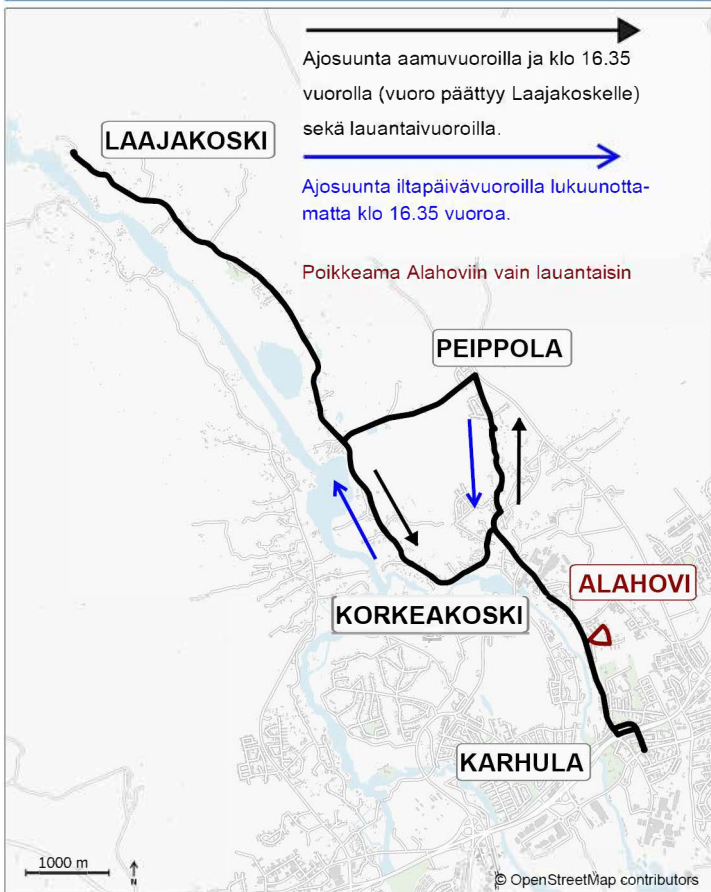 Ajosuunta aamuvuoroilla ja klo 16.35
vuorolla (vuoro päättyy Laajakoskelle)
sekä lauantaivuoroilla.
LAAJAKOSKI
Ajosuunta iltapäivävuoroilla lukuunotta-
matta klo 16.35 vuoroa.
Poikkeama Alahoviin vain lauantaisin
PEIPPOLA
ALAHOVI
KORKEAKOSKI
KARHULA
1000 m
N
© OpenStreetMap contributors